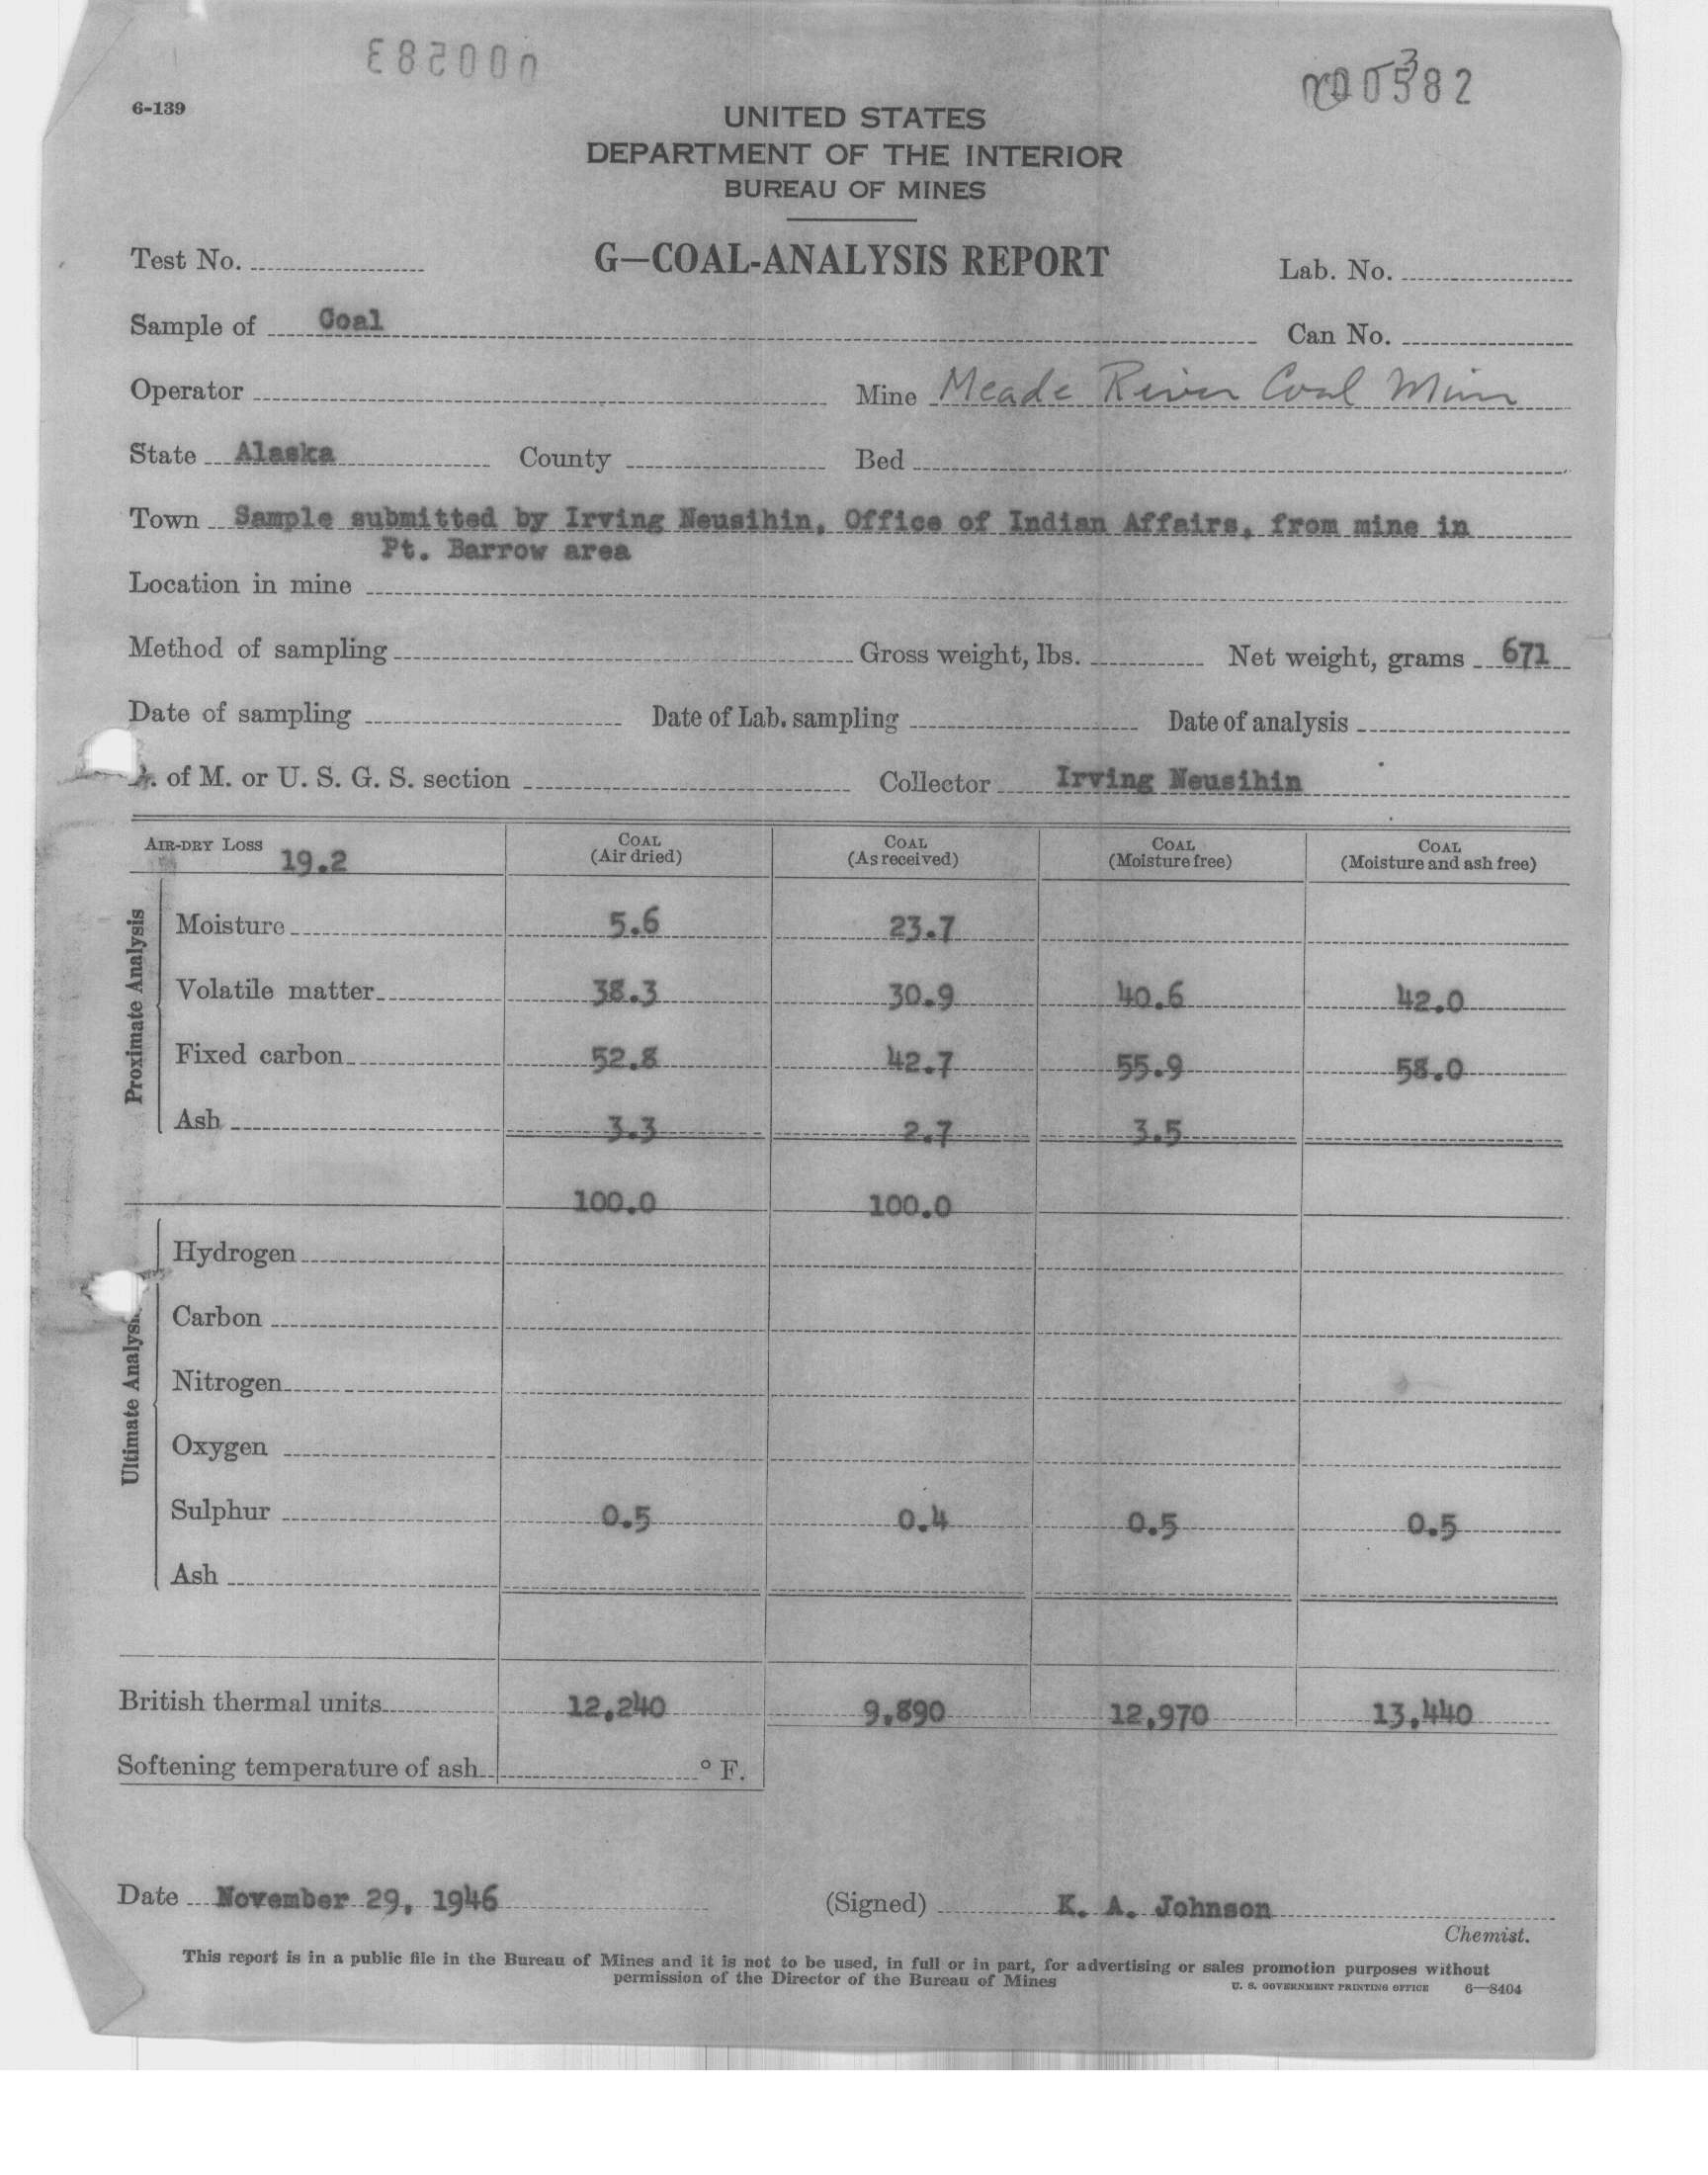 000583
000582
3
6-139
UNITED STATES
DEPARTMENT OF THE INTERIOR
BUREAU OF MINES
G—COAL-ANALYSIS REPORT
Test No.
Lab. No.
Sample of Coal
Can No.
Operator
Mine Meade River Coal Mine
State Alaska County Bed
Town Sample submitted by Irving Neusihin, Office of Indian Affairs, from mine in
Pt. Barrow area
Location in mine
Method of sampling Gross weight, lbs. Net weight, grams 671
Date of sampling Date of Lab. sampling Date of analysis
. of M. or U. S. G. S. section Collector Irving Neusihin
AIR-DRY LOSS 19.2 COAL (Air dried) COAL (As received) COAL (Moisture free) COAL (Moisture and ash free)
Proximate Analysis
Moisture 5.6 23.7
Volatile matter 38.3 30.9 40.6 42.0
Fixed carbon 52.8 42.7 55.9 58.0
Ash 3.3 2.7 3.5
100.0 100.0
Ultimate Analysis
Hydrogen
Carbon
Nitrogen
Oxygen
Sulphur 0.5 0.4 0.5 0.5
Ash
British thermal units 12,240 9,890 12,970 13,440
Softening temperature of ash ° F.
Date November 29, 1946 (Signed) K. A. Johnson
Chemist.
This report is in a public file in the Bureau of Mines and it is not to be used, in full or in part, for advertising or sales promotion purposes without
permission of the Director of the Bureau of Mines
U. S. GOVERNMENT PRINTING OFFICE 6—8404